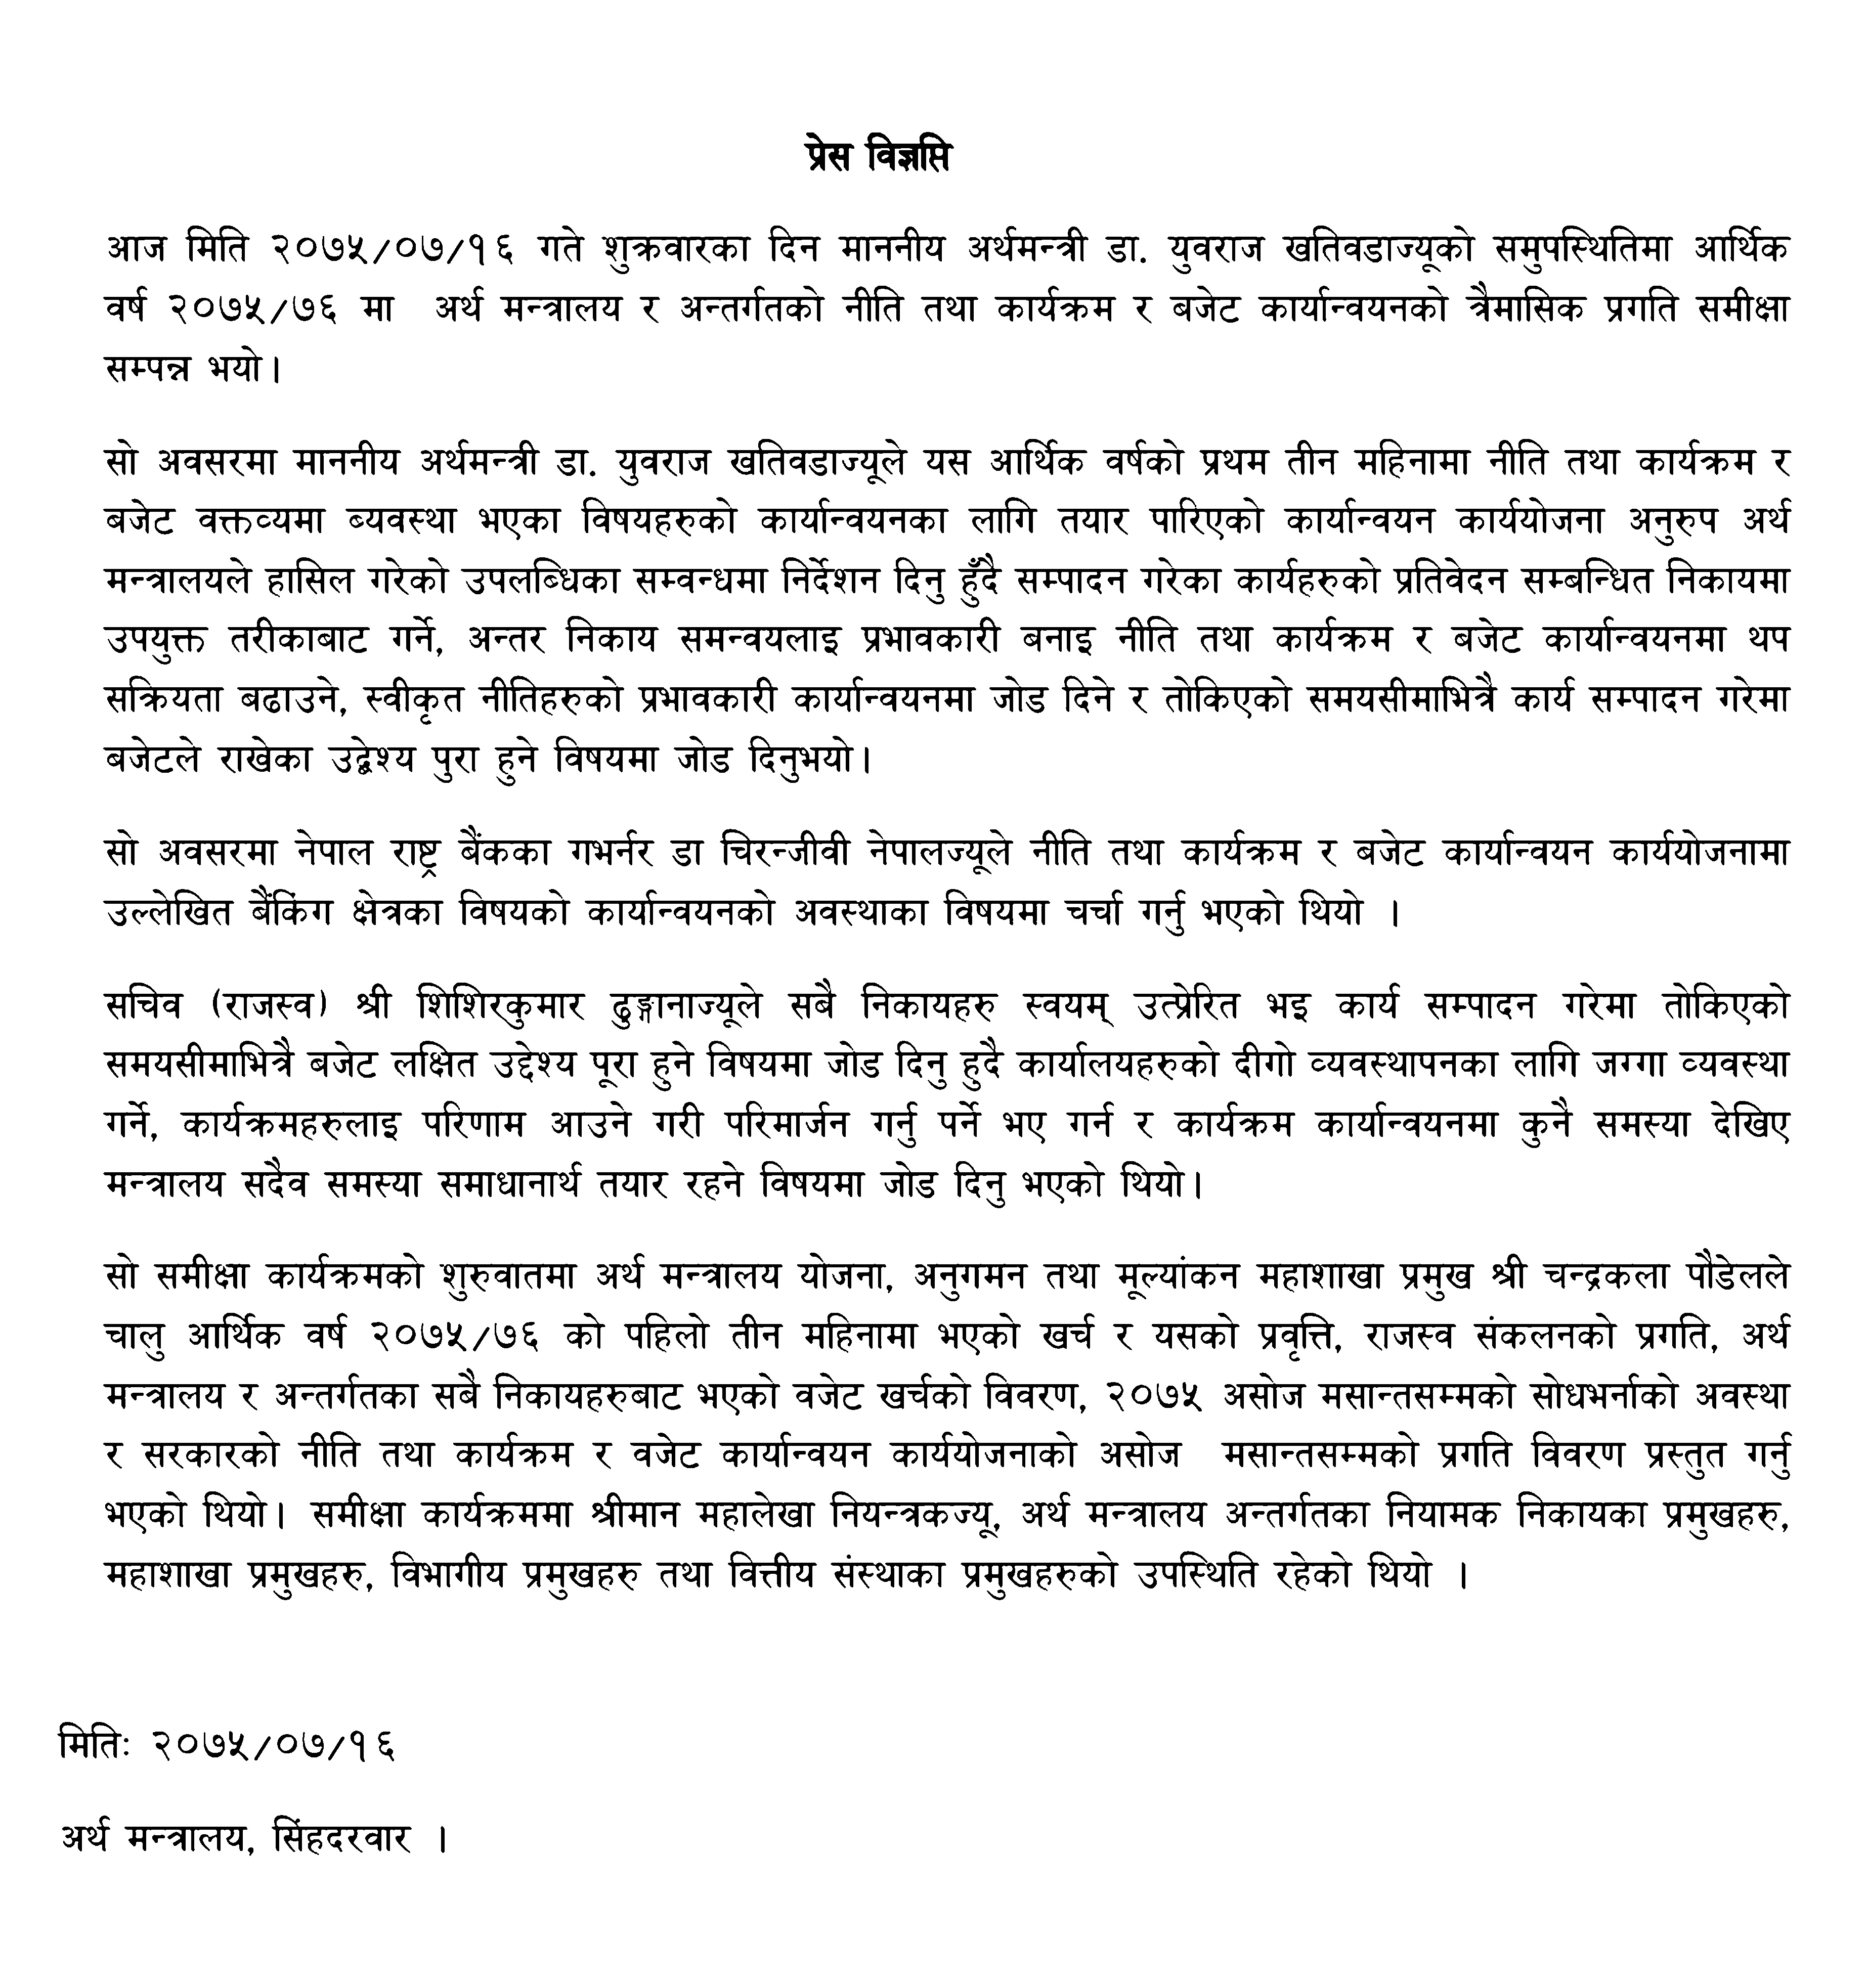 प्रेस विज्ञप्ति
आज मिति २०७५/०७/१६ गते शुक्रवारका दिन माननीय अर्थमन्त्री डा. युवराज खतिवडाज्यूको समुपस्थितिमा आर्थिक
वर्ष २०७५/७६ मा अर्थ मन्त्रालय र अन्तर्गतको नीति तथा कार्यक्रम र बजेट कार्यान्वयनको त्रैमासिक प्रगति समीक्षा
सम्पन्न भयो।
सो अवसरमा माननीय अर्थमन्त्री डा. युवराज खतिवडाज्यूले यस आर्थिक वर्षको प्रथम तीन महिनामा नीति तथा कार्यक्रम र
बजेट वक्तव्यमा ब्यवस्था भएका विषयहरुको कार्यान्वयनका लागि तयार पारिएको कार्यान्वयन कार्ययोजना अनुरुप अर्थ
मन्त्रालयले हासिल गरेको उपलब्धिका सम्वन्धमा निर्देशन दिनु हुँदै सम्पादन गरेका कार्यहरुको प्रतिवेदन सम्बन्धित निकायमा
उपयुक्त तरीकाबाट गर्ने, अन्तर निकाय समन्वयलाइ प्रभावकारी बनाइ नीति तथा कार्यक्रम र बजेट कार्यान्वयनमा थप
सक्रियता बढाउने, स्वीकृत नीतिहरुको प्रभावकारी कार्यान्वयनमा जोड दिने र तोकिएको समयसीमाभित्रै कार्य सम्पादन गरेमा
बजेटले राखेका उद्बेश्य पुरा हुने विषयमा जोड दिनुभयो।
सो अवसरमा नेपाल राष्ट्र बैंकका गभर्नर डा चिरन्जीवी नेपालज्यूले नीति तथा कार्यक्रम र बजेट कार्यान्वयन कार्ययोजनामा
उल्लेखित बैंकिंग क्षेत्रका विषयको कार्यान्वयनको अवस्थाका विषयमा चर्चा गर्नु भएको थियो ।
सचिव (राजस्व) श्री शिशिरकुमार ढुङ्गानाज्यूले सबै निकायहरु स्वयम् उत्प्रेरित भइ कार्य सम्पादन गरेमा तोकिएको
समयसीमाभित्रै बजेट लक्षित उद्देश्य पूरा हुने विषयमा जोड दिनु हुदै कार्यालयहरुको दीगो व्यवस्थापनका लागि जग्गा व्यवस्था
गर्ने, कार्यक्रमहरुलाइ परिणाम आउने गरी परिमार्जन गर्नु पर्ने भए गर्न र कार्यक्रम कार्यान्वयनमा कुनै समस्या देखिए
मन्त्रालय सदैव समस्या समाधानार्थ तयार रहने विषयमा जोड दिनु भएको थियो।
सो समीक्षा कार्यक्रमको शुरुवातमा अर्थ मन्त्रालय योजना, अनुगमन तथा मूल्यांकन महाशाखा प्रमुख श्री चन्द्रकला पौडेलले
चालु आर्थिक वर्ष २०७५/७६ को पहिलो तीन महिनामा भएको खर्च र यसको प्रवृत्ति, राजस्व संकलनको प्रगति, अर्थ
मन्त्रालय र अन्तर्गतका सबै निकायहरुबाट भएको वजेट खर्चको विवरण, २०७५ असोज मसान्तसम्मको सोधभर्नाको अवस्था
र सरकारको नीति तथा कार्यक्रम र वजेट कार्यान्वयन कार्ययोजनाको असोज मसान्तसम्मको प्रगति विवरण प्रस्तुत गर्नु
भएको थियो। समीक्षा कार्यक्रममा श्रीमान महालेखा नियन्त्रकज्यू, अर्थ मन्त्रालय अन्तर्गतका नियामक निकायका प्रमुखहरु,
महाशाखा प्रमुखहरु, विभागीय प्रमुखहरु तथा वित्तीय संस्थाका प्रमुखहरुको उपस्थिति रहेको थियो ।
मितिः २०७५/०७/१६
अर्थ मन्त्रालय, सिंहदरवार ।